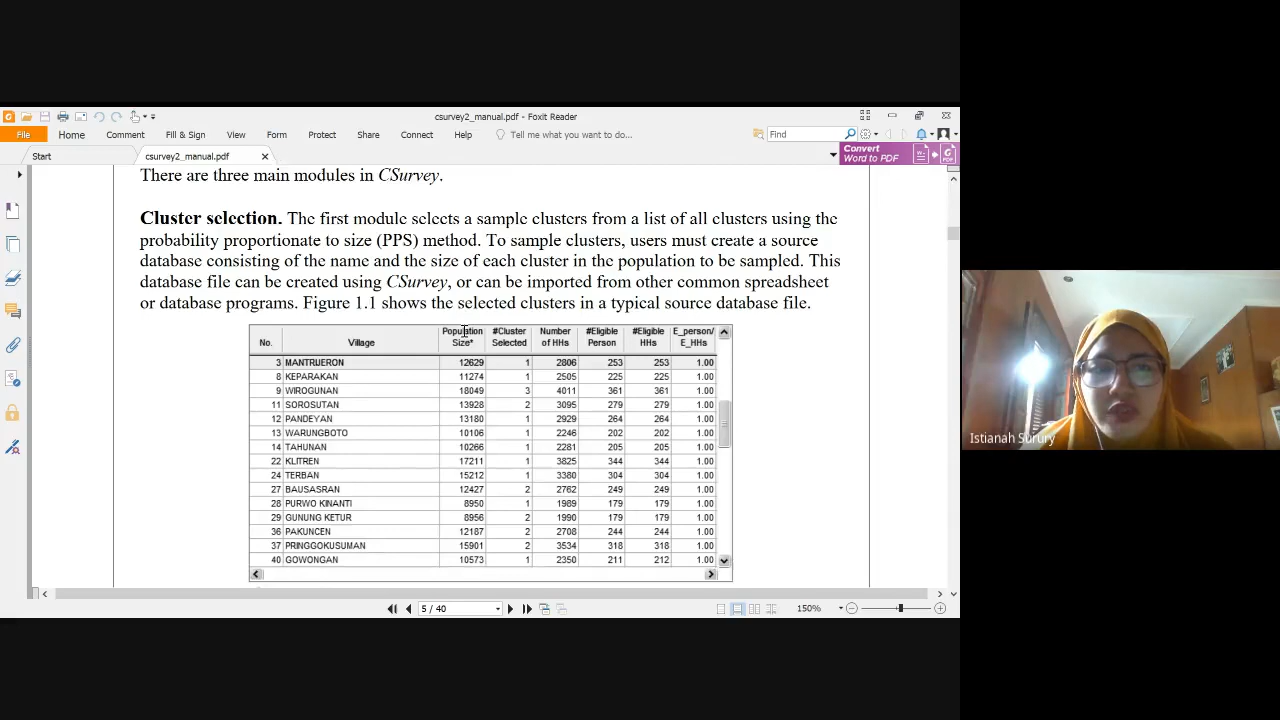 csurvey2_manual.pdf - Foxit Reader
File Home Comment Fill & Sign View Form Protect Share Connect Help Tell me what you want to do... Find
Start csurvey2_manual.pdf
Convert
Word to PDF
There are three main modules in CSurvey.
Cluster selection. The first module selects a sample clusters from a list of all clusters using the
probability proportionate to size (PPS) method. To sample clusters, users must create a source
database consisting of the name and the size of each cluster in the population to be sampled. This
database file can be created using CSurvey, or can be imported from other common spreadsheet
or database programs. Figure 1.1 shows the selected clusters in a typical source database file.
No. Village Population Size* #Cluster Selected Number of HHs #Eligible Person #Eligible HHs E_person/ E_HHs
3 MANTRIJERON 12629 1 2806 253 253 1.00
8 KEPARAKAN 11274 1 2505 225 225 1.00
9 WIROGUNAN 18049 3 4011 361 361 1.00
11 SOROSUTAN 13928 2 3095 279 279 1.00
12 PANDEYAN 13180 1 2929 264 264 1.00
13 WARUNGBOTO 10106 1 2246 202 202 1.00
14 TAHUNAN 10266 1 2281 205 205 1.00
22 KLITREN 17211 1 3825 344 344 1.00
24 TERBAN 15212 1 3380 304 304 1.00
27 BAUSASRAN 12427 2 2762 249 249 1.00
28 PURWO KINANTI 8950 1 1989 179 179 1.00
29 GUNUNG KETUR 8956 2 1990 179 179 1.00
36 PAKUNCEN 12187 2 2708 244 244 1.00
37 PRINGGOKUSUMAN 15901 2 3534 318 318 1.00
40 GOWONGAN 10573 1 2350 211 212 1.00
5 / 40 150%
Istianah Surury